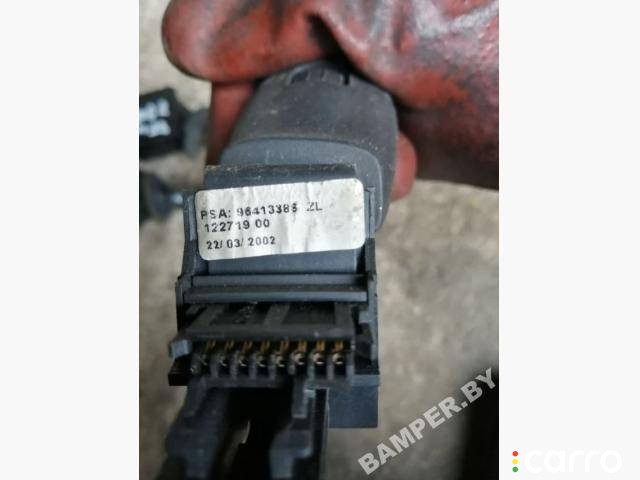 PSA: 96413385 ZL
122719 00
22/ 03/ 2002
BAMPER.BY
carro